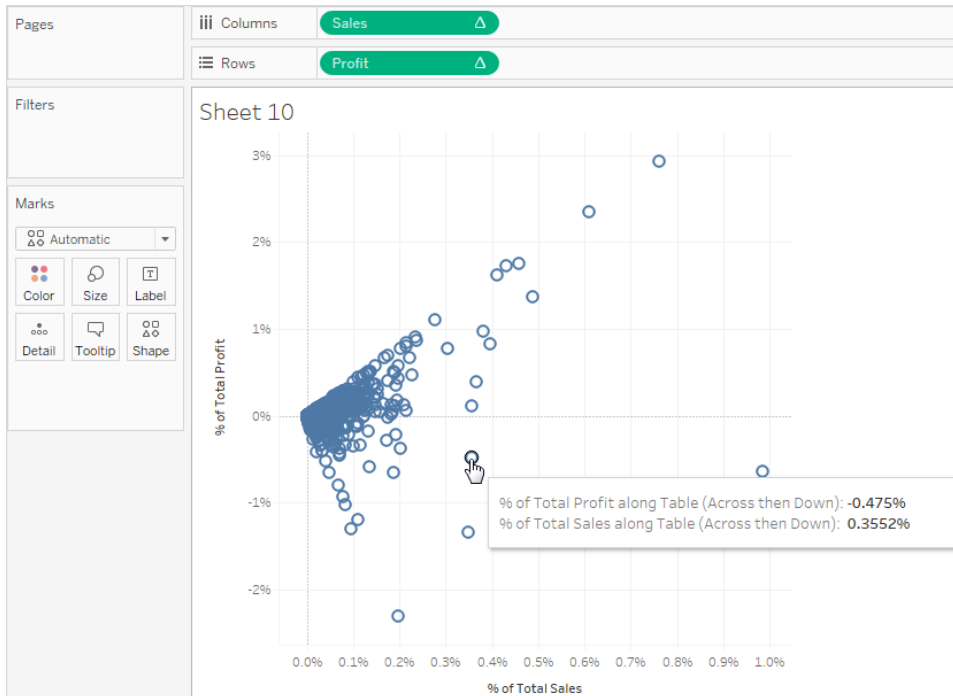 Pages
Columns
Sales
Rows
Profit
Filters
Sheet 10
Marks
Automatic
Color
Size
Label
Detail
Tooltip
Shape
% of Total Profit
3%
2%
1%
0%
-1%
-2%
% of Total Profit along Table (Across then Down): -0.475%
% of Total Sales along Table (Across then Down): 0.3552%
0.0% 0.1% 0.2% 0.3% 0.4% 0.5% 0.6% 0.7% 0.8% 0.9% 1.0%
% of Total Sales